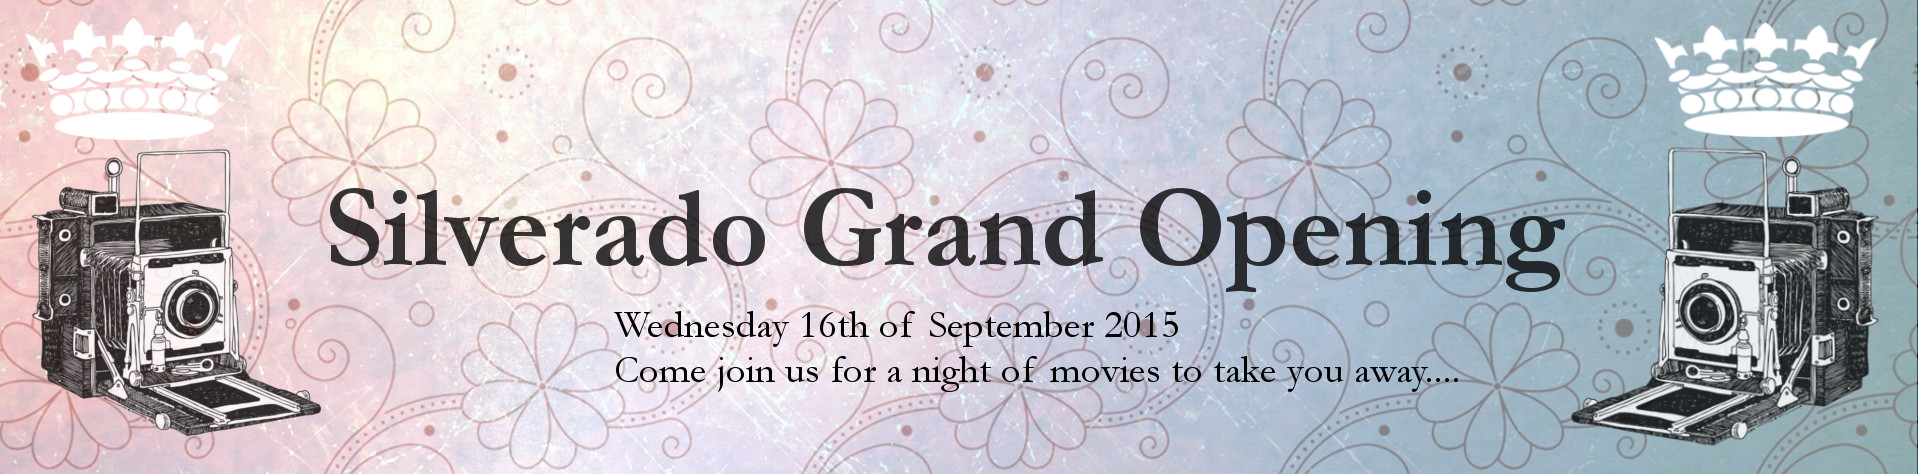 Silverado Grand Opening
Wednesday 16th of September 2015
Come join us for a night of movies to take you away....